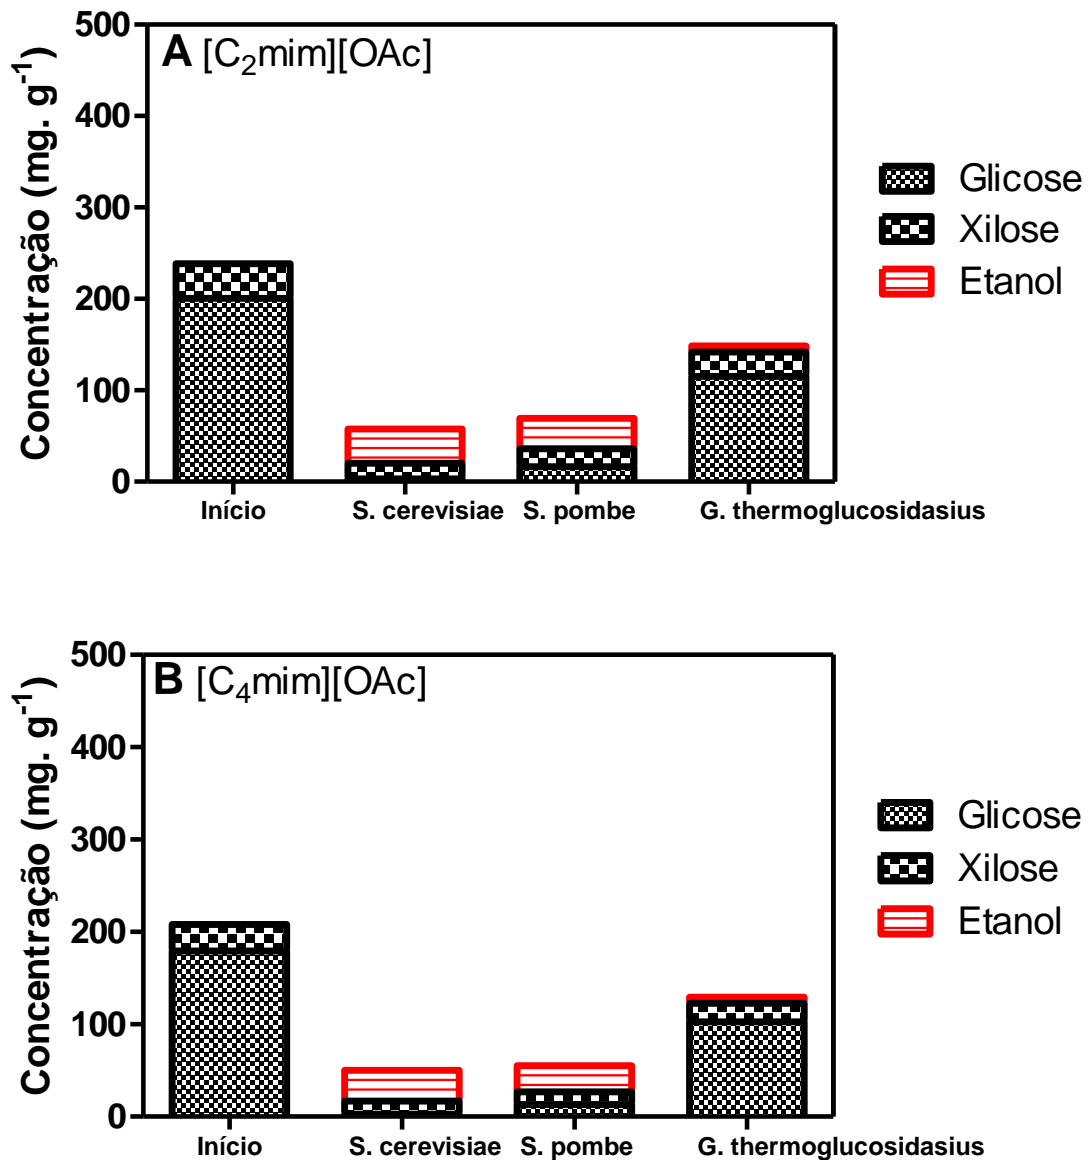 A [C₂mim][OAc]
Concentração (mg. g⁻¹)
500
400
300
200
100
0
Início S. cerevisiae S. pombe G. thermoglucosidasius
Glicose
Xilose
Etanol
B [C₄mim][OAc]
Concentração (mg. g⁻¹)
500
400
300
200
100
0
Início S. cerevisiae S. pombe G. thermoglucosidasius
Glicose
Xilose
Etanol